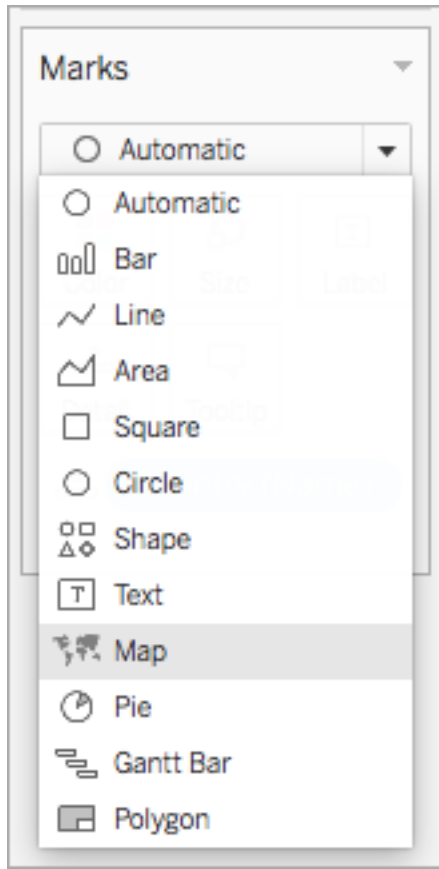 Marks
Automatic
Automatic
Bar
Line
Area
Square
Circle
Shape
Text
Map
Pie
Gantt Bar
Polygon